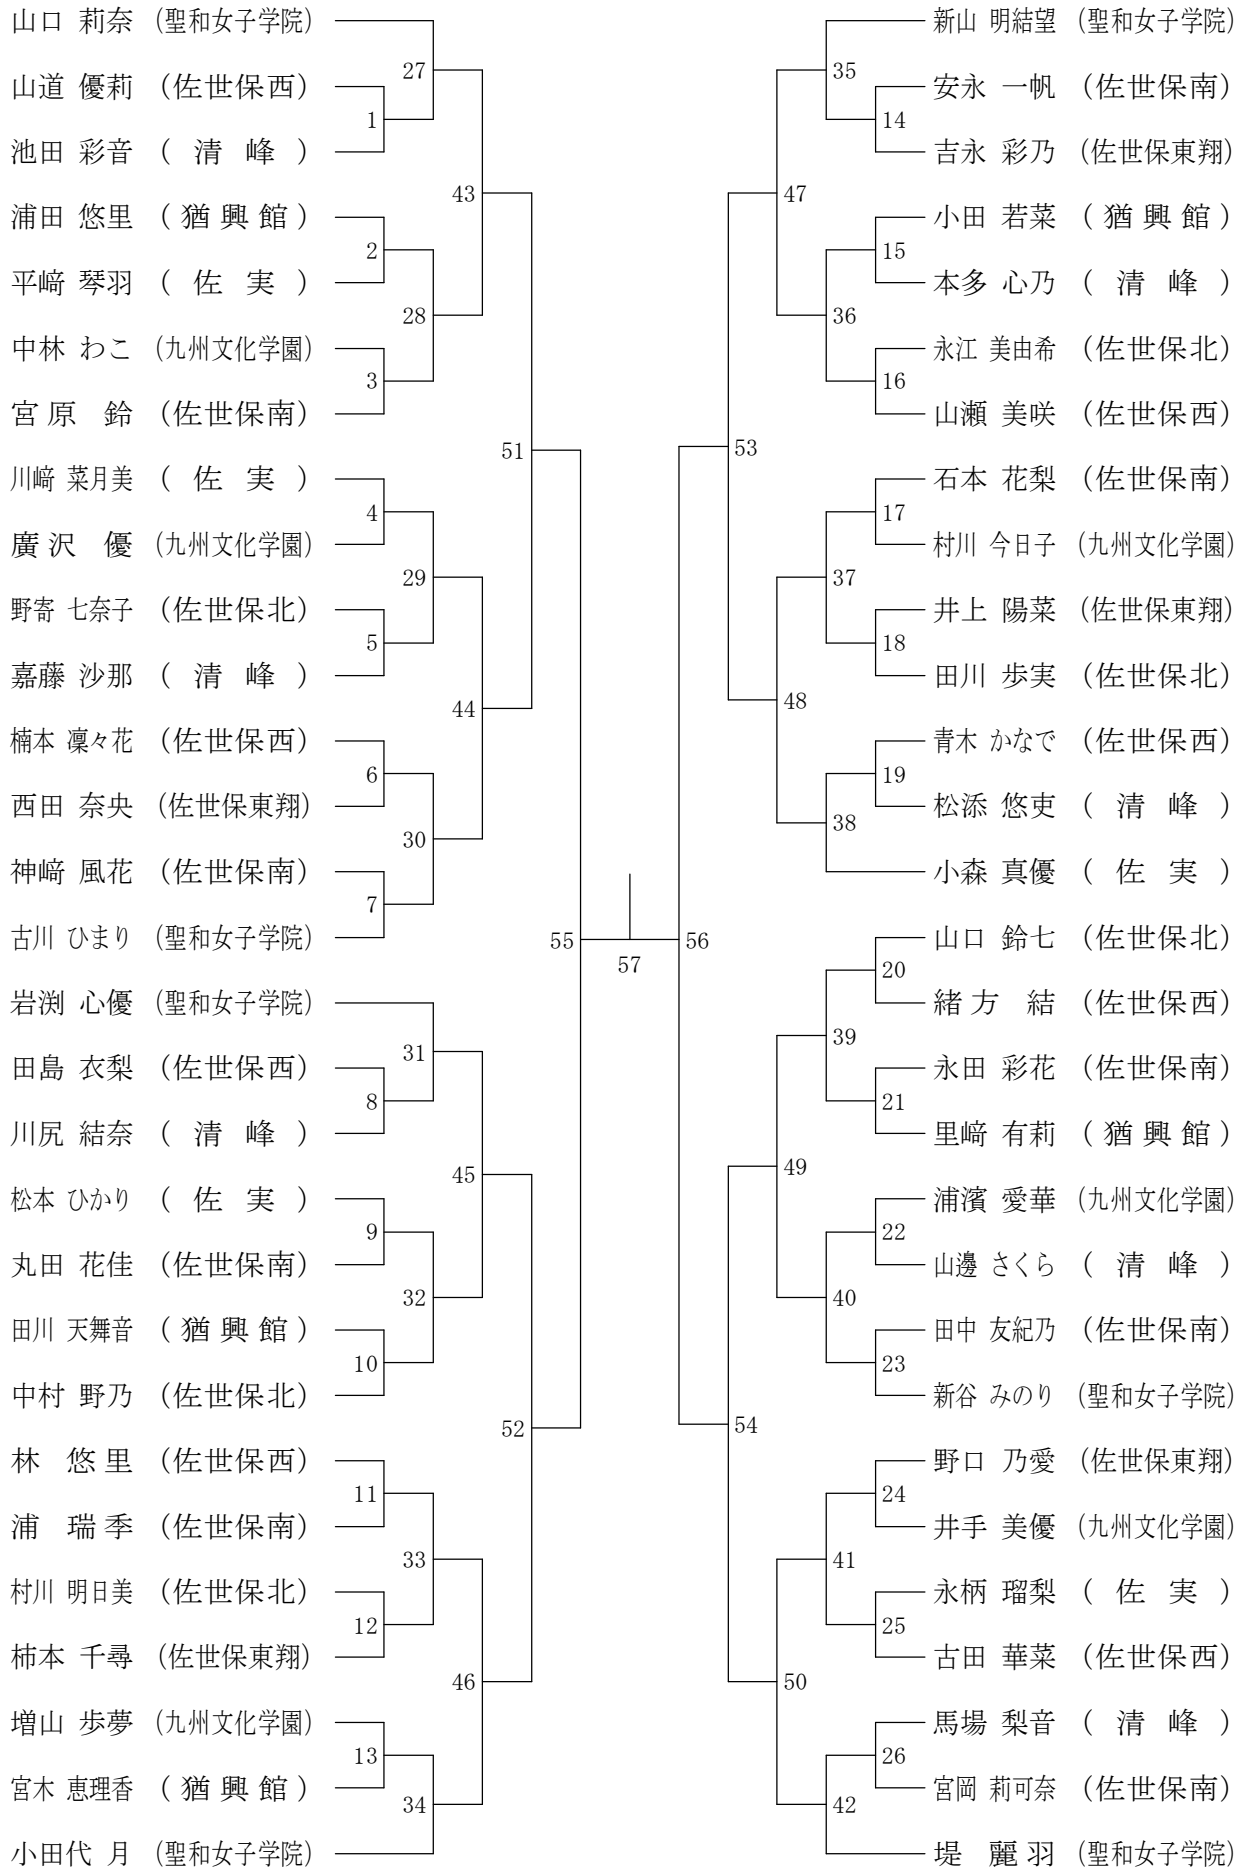 山口 莉奈 (聖和女子学院)
山道 優莉 (佐世保西)
池田 彩音 ( 清 峰 )
浦田 悠里 ( 猶 興 館 )
平﨑 琴羽 ( 佐 実 )
中林 わこ (九州文化学園)
宮原 鈴 (佐世保南)
川﨑 菜月美 ( 佐 実 )
廣沢 優 (九州文化学園)
野寄 七奈子 (佐世保北)
嘉藤 沙那 ( 清 峰 )
楠本 凜々花 (佐世保西)
西田 奈央 (佐世保東翔)
神﨑 風花 (佐世保南)
古川 ひまり (聖和女子学院)
岩渕 心優 (聖和女子学院)
田島 衣梨 (佐世保西)
川尻 結奈 ( 清 峰 )
松本 ひかり ( 佐 実 )
丸田 花佳 (佐世保南)
田川 天舞音 ( 猶 興 館 )
中村 野乃 (佐世保北)
林 悠里 (佐世保西)
浦 瑞季 (佐世保南)
村川 明日美 (佐世保北)
柿本 千尋 (佐世保東翔)
増山 歩夢 (九州文化学園)
宮木 恵理香 ( 猶 興 館 )
小田代 月 (聖和女子学院)
1
2
3
4
5
6
7
8
9
10
11
12
13
27
28
29
30
31
32
33
34
43
44
45
46
51
52
55
57
56
53
54
47
48
49
50
35
36
37
38
39
40
41
42
14
15
16
17
18
19
20
21
22
23
24
25
26
新山 明結望 (聖和女子学院)
安永 一帆 (佐世保南)
吉永 彩乃 (佐世保東翔)
小田 若菜 ( 猶 興 館 )
本多 心乃 ( 清 峰 )
永江 美由希 (佐世保北)
山瀬 美咲 (佐世保西)
石本 花梨 (佐世保南)
村川 今日子 (九州文化学園)
井上 陽菜 (佐世保東翔)
田川 歩実 (佐世保北)
青木 かなで (佐世保西)
松添 悠吏 ( 清 峰 )
小森 真優 ( 佐 実 )
山口 鈴七 (佐世保北)
緒方 結 (佐世保西)
永田 彩花 (佐世保南)
里﨑 有莉 ( 猶 興 館 )
浦濱 愛華 (九州文化学園)
山邊 さくら ( 清 峰 )
田中 友紀乃 (佐世保南)
新谷 みのり (聖和女子学院)
野口 乃愛 (佐世保東翔)
井手 美優 (九州文化学園)
永柄 瑠梨 ( 佐 実 )
古田 華菜 (佐世保西)
馬場 梨音 ( 清 峰 )
宮岡 莉可奈 (佐世保南)
堤 麗羽 (聖和女子学院)